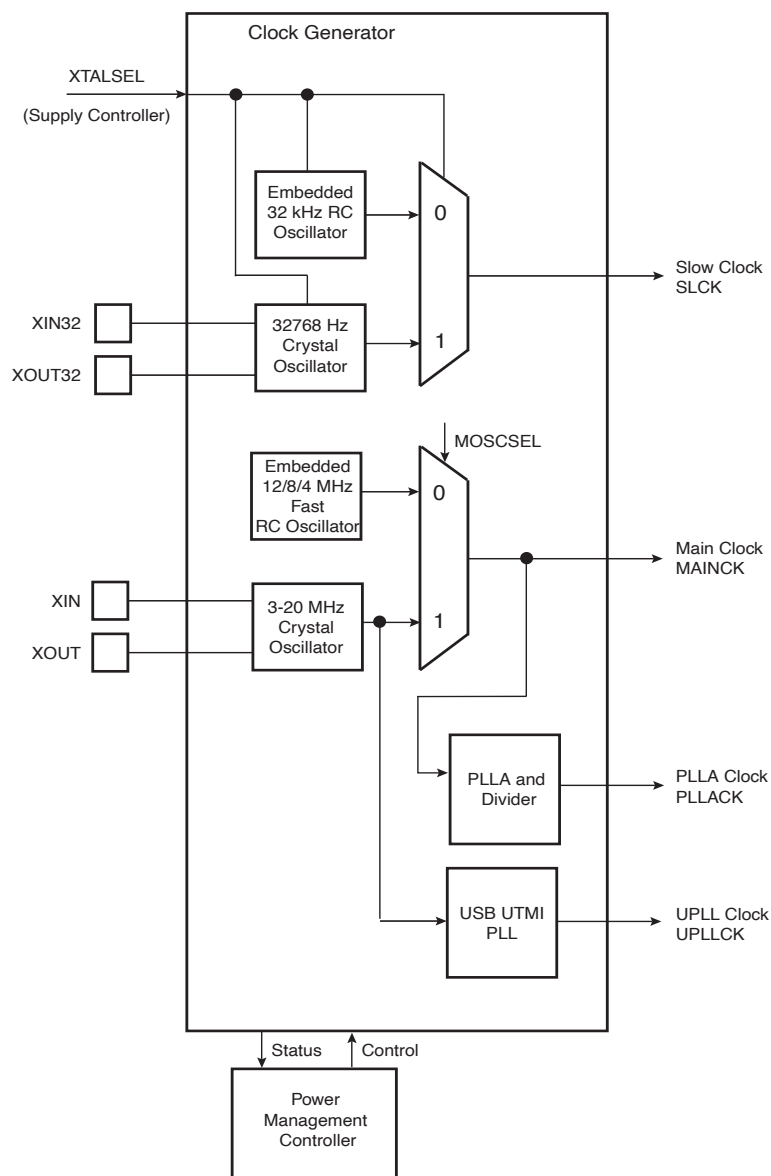 Clock Generator
XTALSEL
(Supply Controller)
Embedded
32 kHz RC
Oscillator
0
Slow Clock
SLCK
XIN32
32768 Hz
Crystal
Oscillator
1
XOUT32
MOSCSEL
Embedded
12/8/4 MHz
Fast
RC Oscillator
0
Main Clock
MAINCK
XIN
3-20 MHz
Crystal
Oscillator
1
XOUT
PLLA and
Divider
PLLA Clock
PLLACK
USB UTMI
PLL
UPLL Clock
UPLLCK
Status
Control
Power
Management
Controller